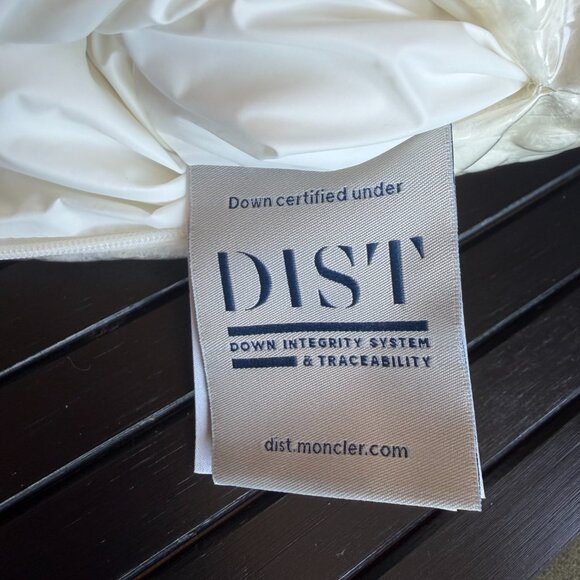 Down certified under
DIST
DOWN INTEGRITY SYSTEM
& TRACEABILITY
dist.moncler.com